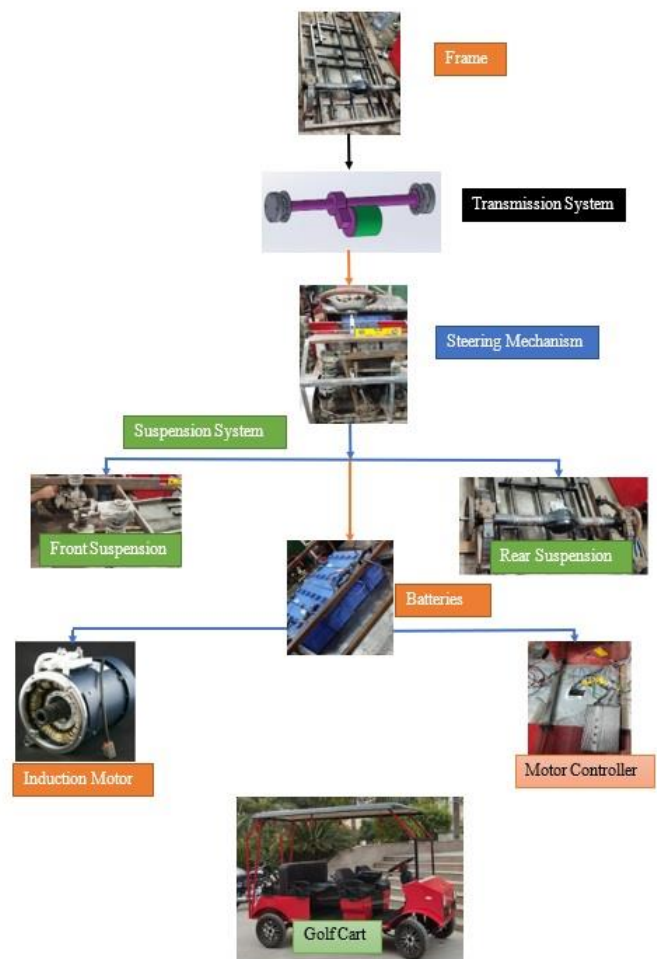 Frame
Transmission System
Steering Mechanism
Suspension System
Front Suspension
Rear Suspension
Batteries
Induction Motor
Motor Controller
Golf Cart